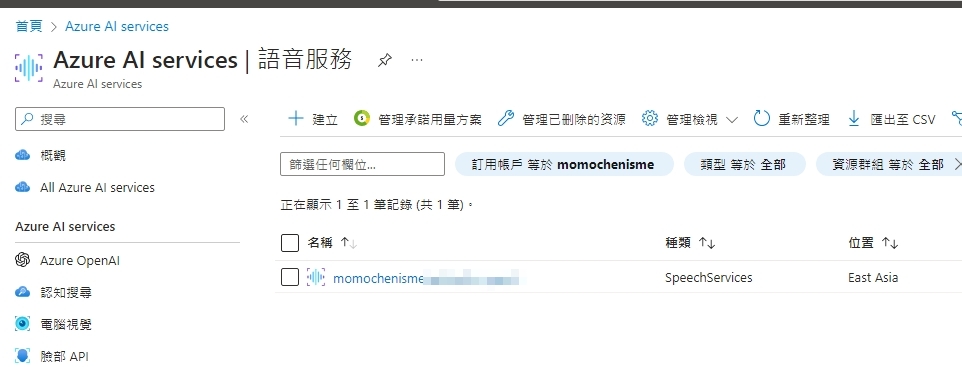 首頁 > Azure AI services
Azure AI services | 語音服務 ...
Azure AI services
搜尋 «
建立 管理承諾用量方案 管理已刪除的資源 管理檢視 重新整理 匯出至 CSV
概觀
All Azure AI services
篩選任何欄位... 訂用帳戶 等於 momochenisme 類型 等於 全部 資源群組 等於 全部
正在顯示 1 至 1 筆記錄 (共 1 筆)。
Azure AI services
名稱 ↑↓ 種類 ↑↓ 位置 ↑↓
Azure OpenAI
momochenisme SpeechServices East Asia
認知搜尋
電腦視覺
臉部 API